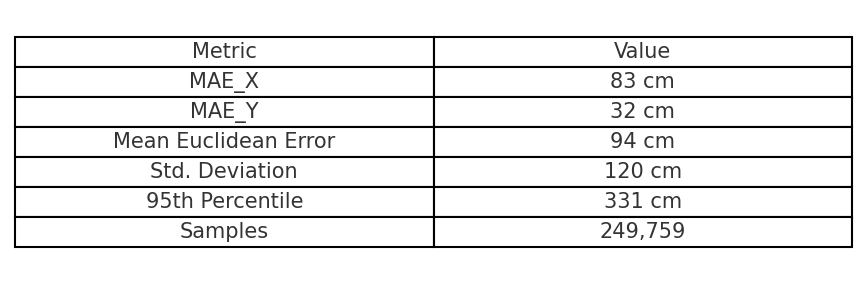 Metric Value
MAE_X 83 cm
MAE_Y 32 cm
Mean Euclidean Error 94 cm
Std. Deviation 120 cm
95th Percentile 331 cm
Samples 249,759